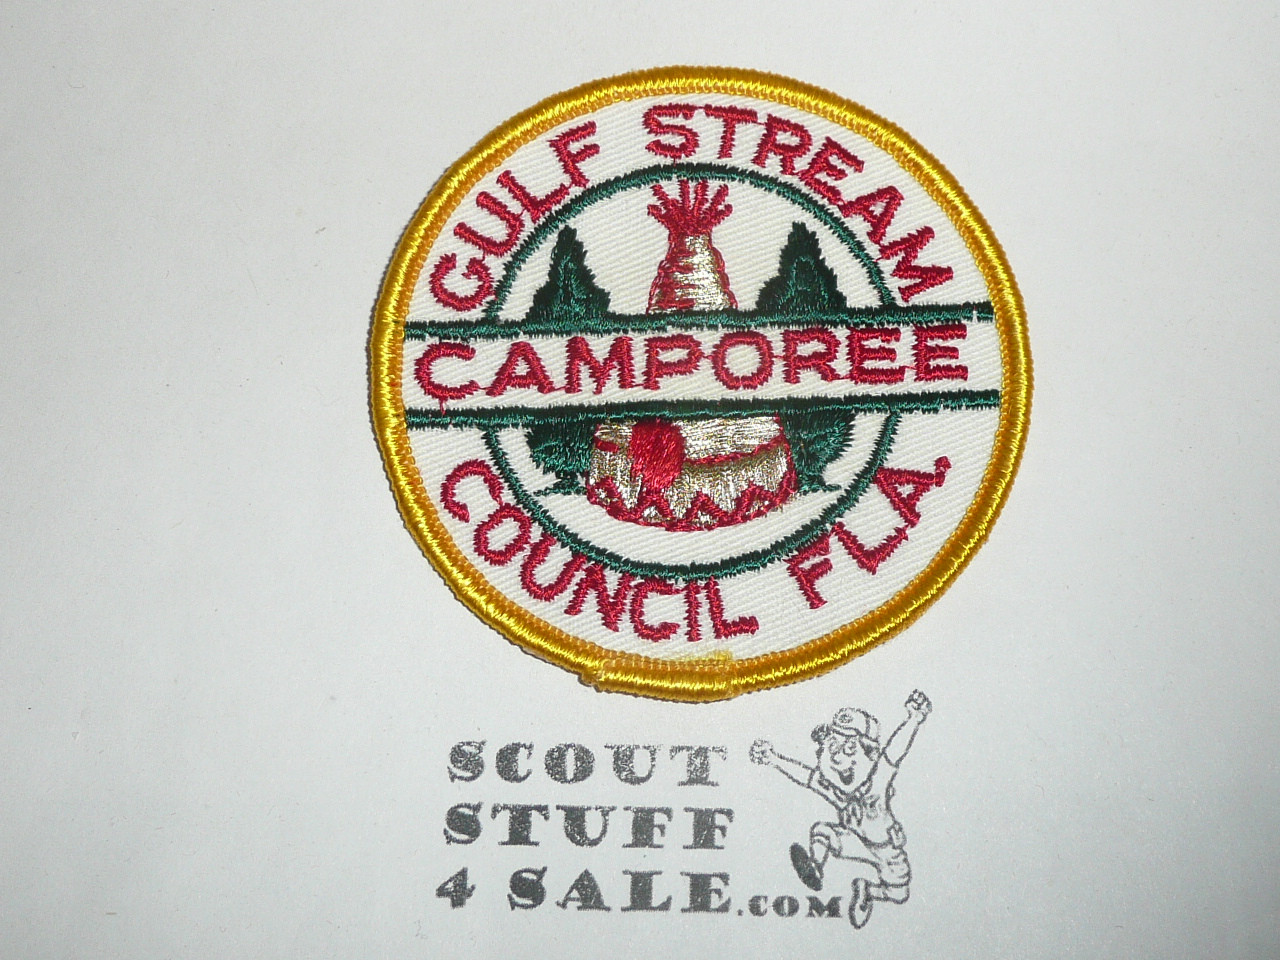 GULF STREAM
CAMPOREE
COUNCIL FLA.
SCOUT
STUFF
4 SALE.COM